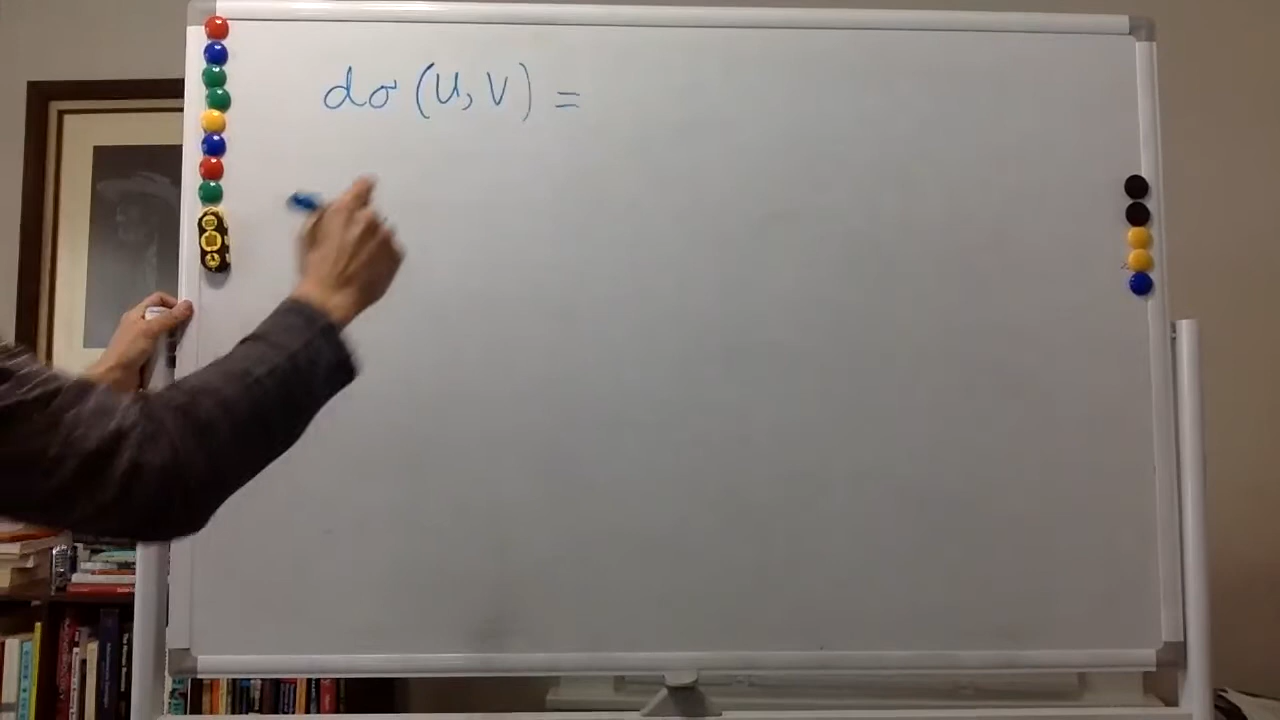 dσ (U, V) =